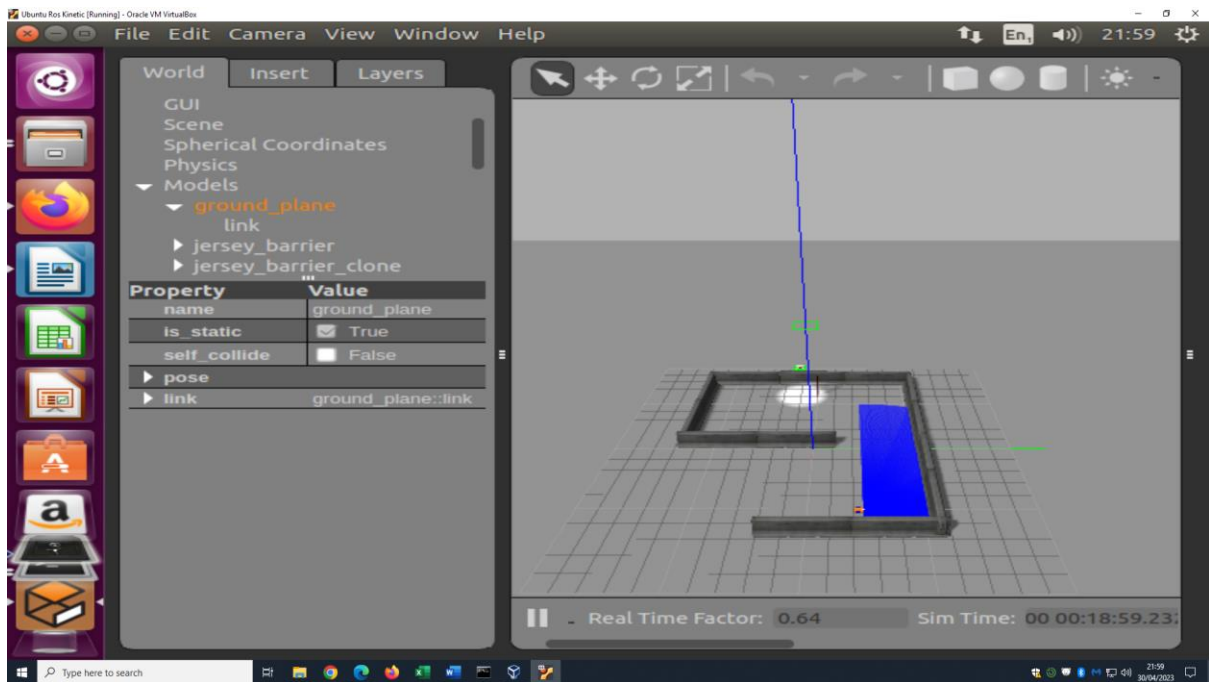 Ubuntu Ros Kinetic [Running] - Oracle VM VirtualBox
File Edit Camera View Window Help
En 21:59
World Insert Layers
GUI
Scene
Spherical Coordinates
Physics
Models
ground_plane
link
jersey_barrier
jersey_barrier_clone
Property Value
name ground_plane
is_static True
self_collide False
pose
link ground_plane::link
a
Real Time Factor: 0.64 Sim Time: 00 00:18:59.23
Type here to search
21:59
30/04/2023